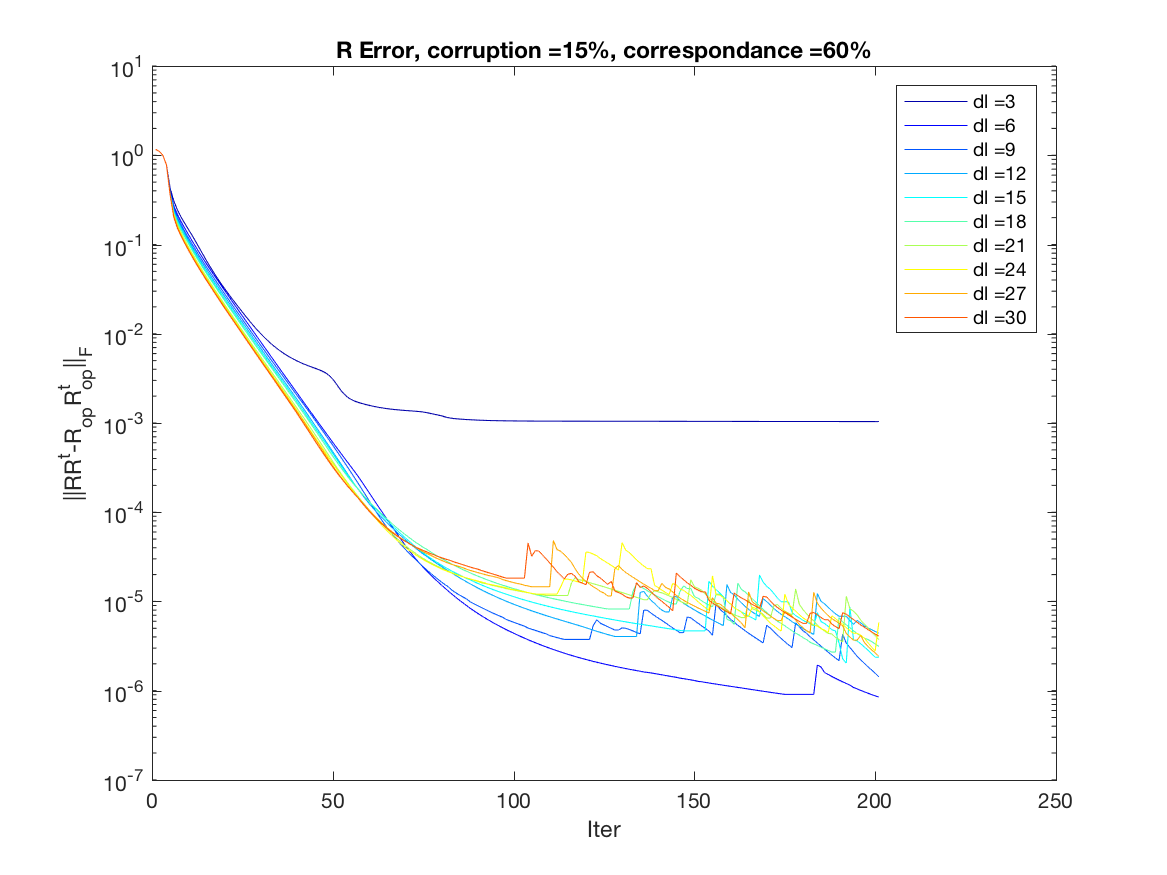 R Error, corruption =15%, correspondance =60%
10^1
10^0
10^-1
10^-2
10^-3
10^-4
10^-5
10^-6
10^-7
||RR^t-R_op R_op^t||_F
0 50 100 150 200 250
Iter
dl =3
dl =6
dl =9
dl =12
dl =15
dl =18
dl =21
dl =24
dl =27
dl =30